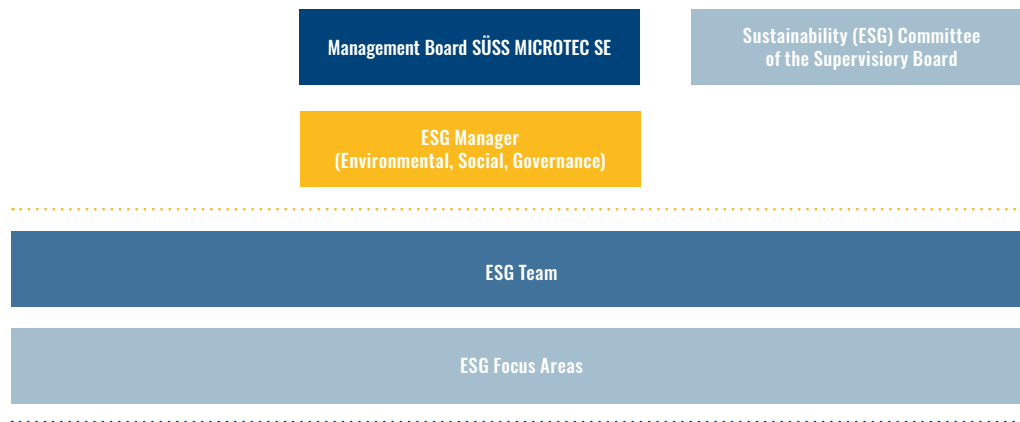 Management Board SÜSS MICROTEC SE
Sustainability (ESG) Committee
of the Supervisiory Board
ESG Manager
(Environmental, Social, Governance)
ESG Team
ESG Focus Areas